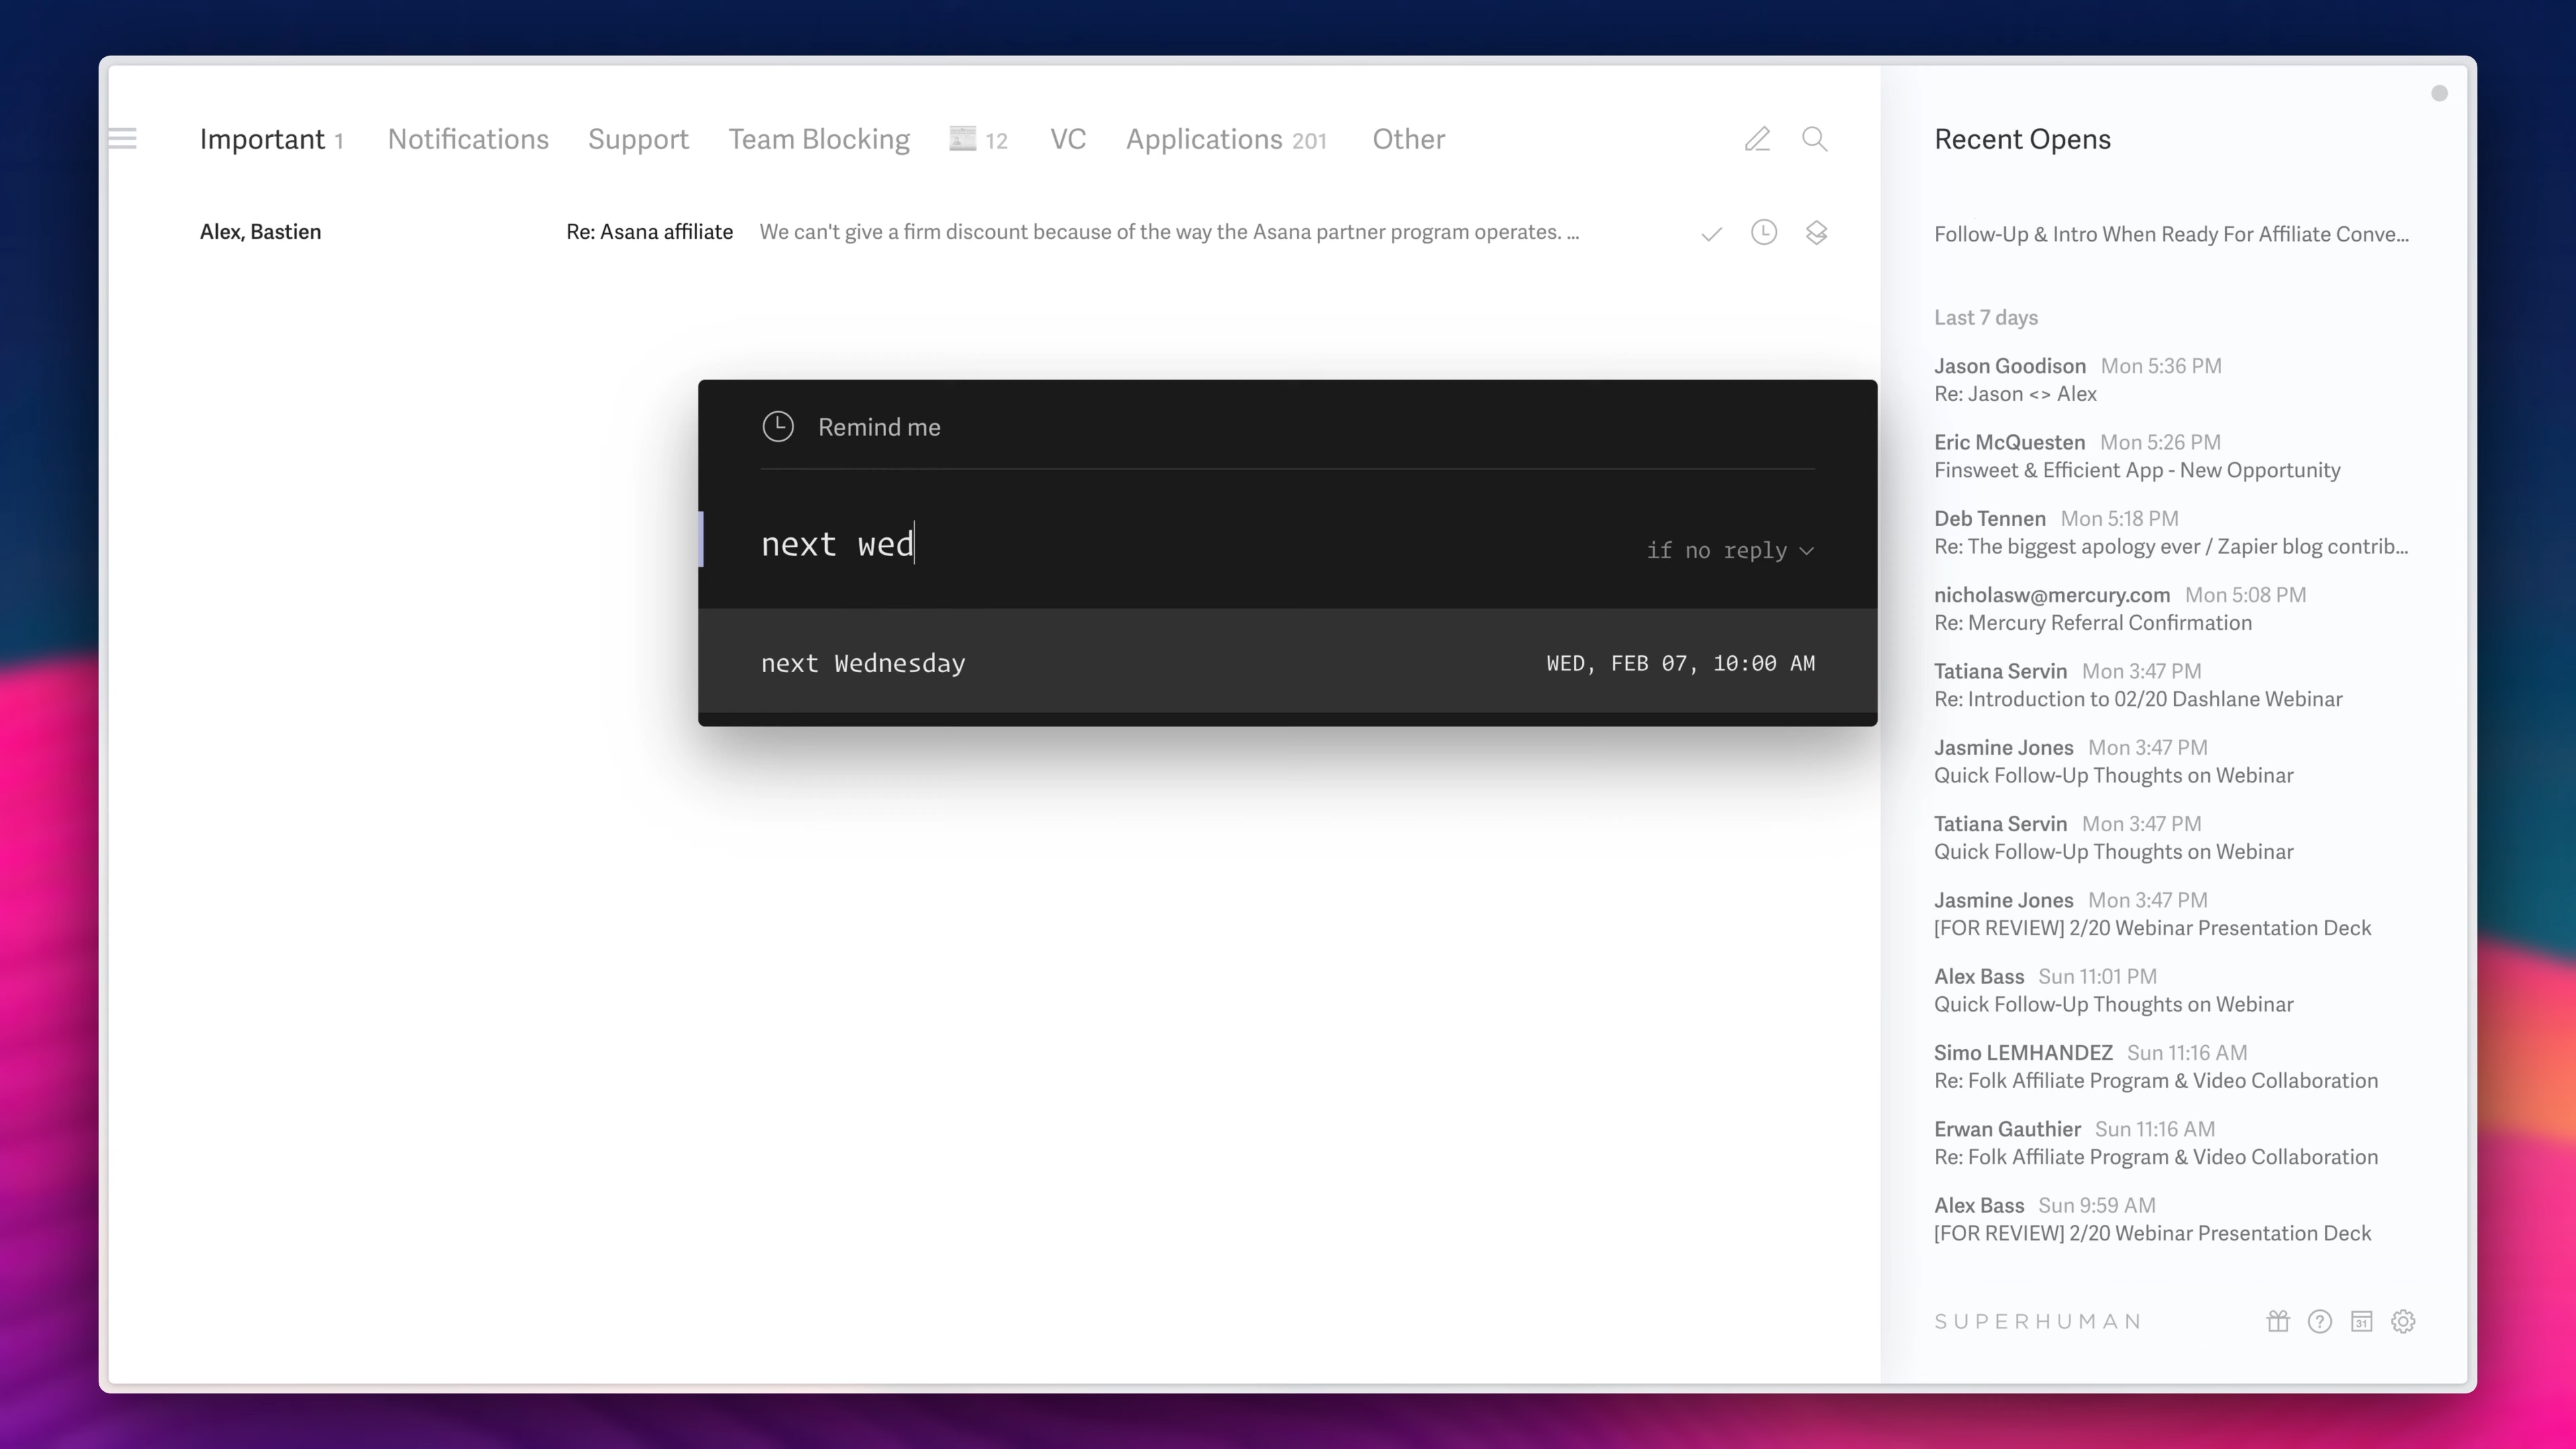 Important 1 Notifications Support Team Blocking 12 VC Applications 201 Other
Alex, Bastien Re: Asana affiliate We can't give a firm discount because of the way the Asana partner program operates. ...
Remind me
next wed if no reply
next Wednesday WED, FEB 07, 10:00 AM
Recent Opens
Follow-Up & Intro When Ready For Affiliate Conve...
Last 7 days
Jason Goodison Mon 5:36 PM
Re: Jason <> Alex
Eric McQuesten Mon 5:26 PM
Finsweet & Efficient App - New Opportunity
Deb Tennen Mon 5:18 PM
Re: The biggest apology ever / Zapier blog contrib...
nicholasw@mercury.com Mon 5:08 PM
Re: Mercury Referral Confirmation
Tatiana Servin Mon 3:47 PM
Re: Introduction to 02/20 Dashlane Webinar
Jasmine Jones Mon 3:47 PM
Quick Follow-Up Thoughts on Webinar
Tatiana Servin Mon 3:47 PM
Quick Follow-Up Thoughts on Webinar
Jasmine Jones Mon 3:47 PM
[FOR REVIEW] 2/20 Webinar Presentation Deck
Alex Bass Sun 11:01 PM
Quick Follow-Up Thoughts on Webinar
Simo LEMHANDEZ Sun 11:16 AM
Re: Folk Affiliate Program & Video Collaboration
Erwan Gauthier Sun 11:16 AM
Re: Folk Affiliate Program & Video Collaboration
Alex Bass Sun 9:59 AM
[FOR REVIEW] 2/20 Webinar Presentation Deck
SUPERHUMAN 31